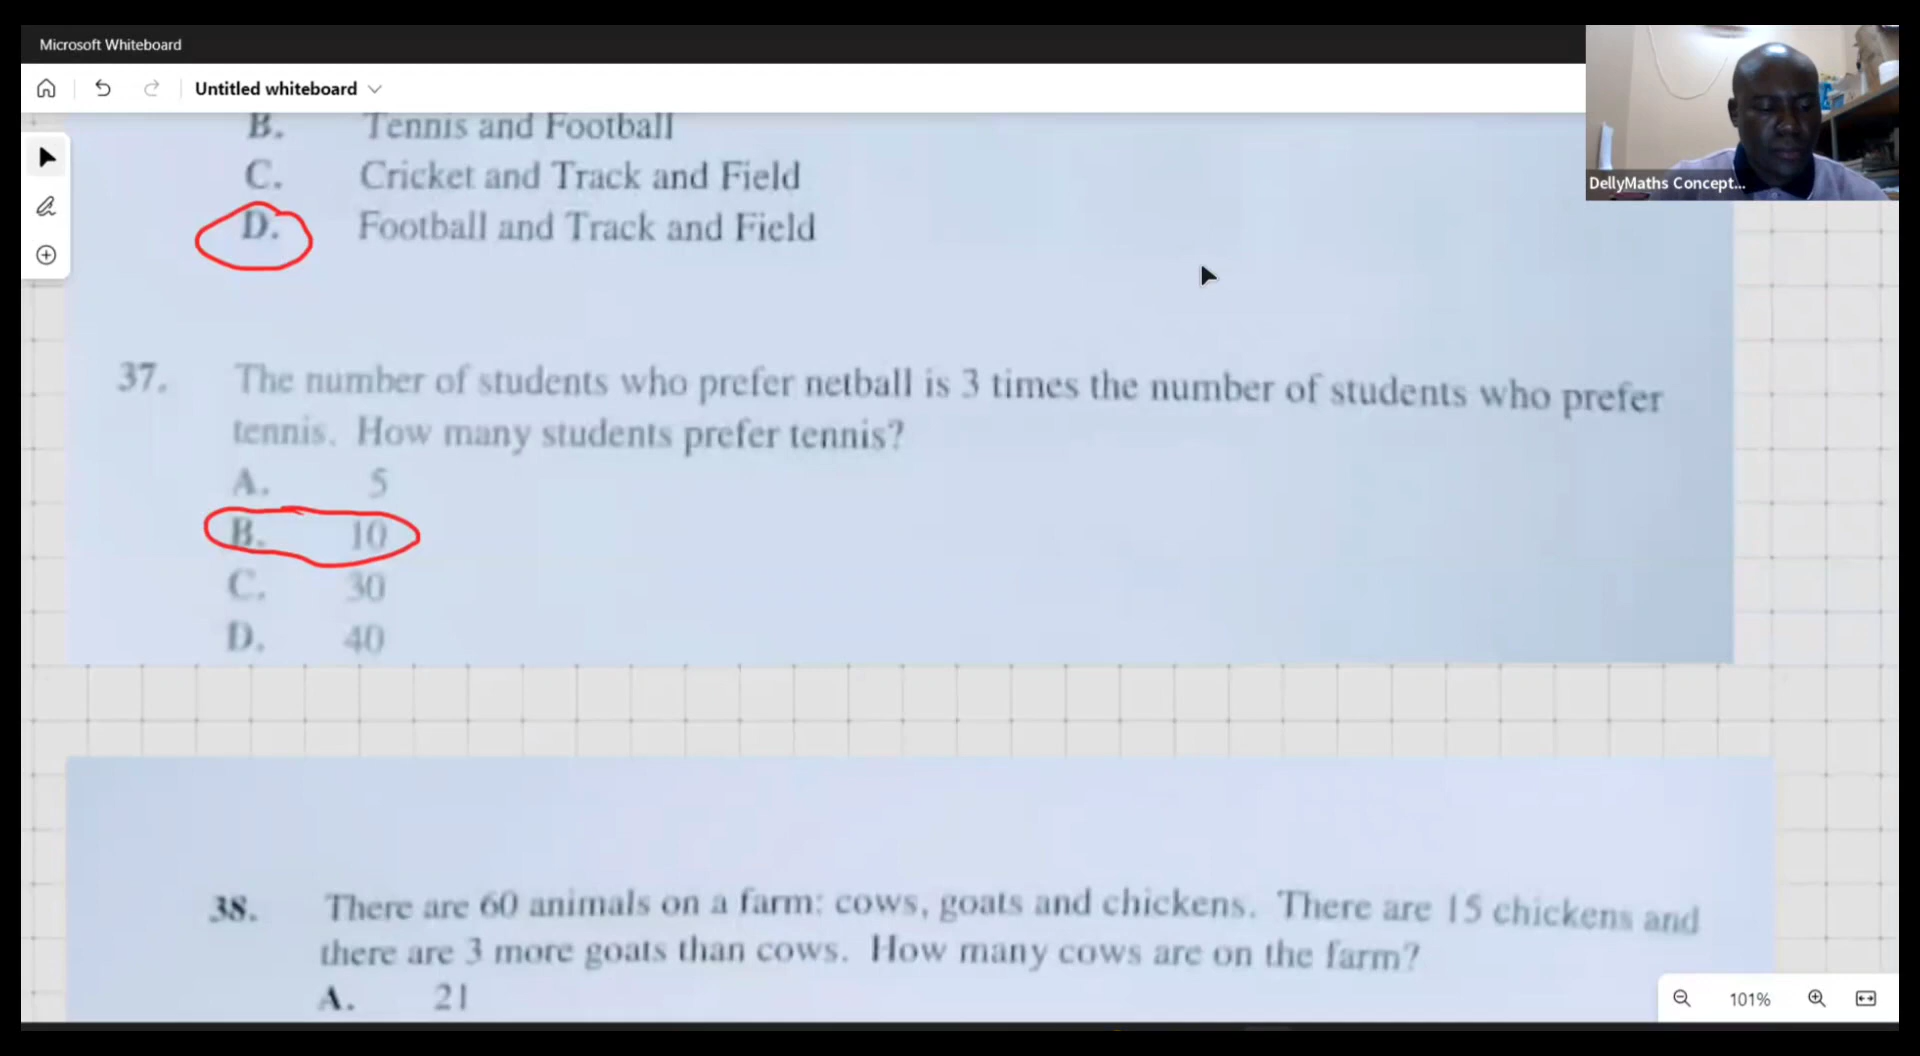 Microsoft Whiteboard
Untitled whiteboard
DellyMaths Concept...
B. Tennis and Football
C. Cricket and Track and Field
D. Football and Track and Field
37. The number of students who prefer netball is 3 times the number of students who prefer
tennis. How many students prefer tennis?
A. 5
B. 10
C. 30
D. 40
38. There are 60 animals on a farm: cows, goats and chickens. There are 15 chickens and
there are 3 more goats than cows. How many cows are on the farm?
A. 21
101%